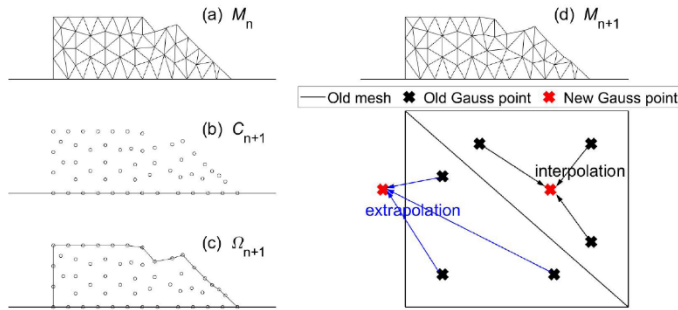 (a) Mn
(d) Mn+1
Old mesh Old Gauss point New Gauss point
(b) Cn+1
interpolation
extrapolation
(c) Ωn+1